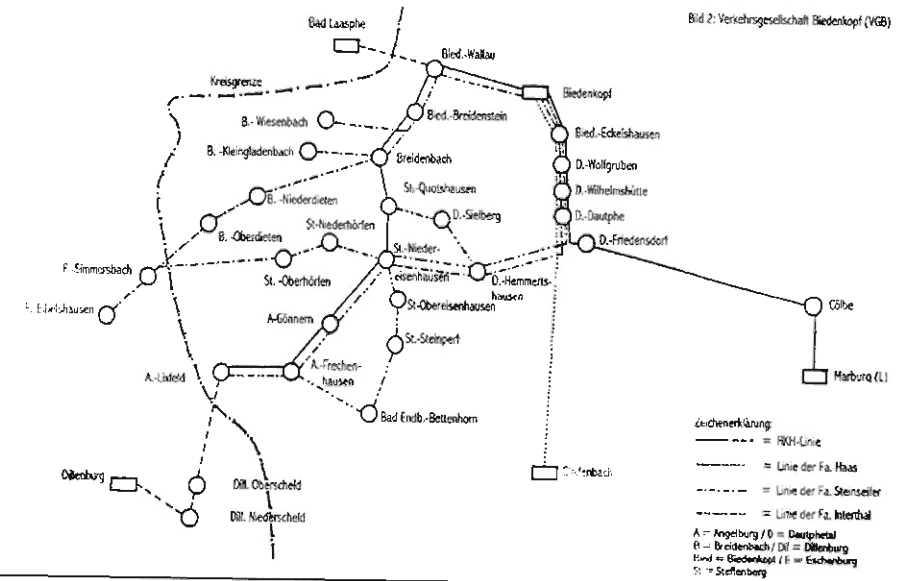 Bild 2: Verkehrsgesellschaft Biedenkopf (VGB)
Bad Laasphe
Bied.-Wallau
Kreisgrenze
Biedenkopf
B.- Wiesenbach
Bied.-Breidenstein
Bied.-Eckelshausen
B. -Kleingladenbach
Breidenbach
D.-Wolfgruben
St.-Quotshausen
D.-Wilhelmshütte
B. -Niederdieten
D.-Sielberg
D.-Dautphe
St-Niederhörlen
B. -Oberdieten
St.-Nieder-
eisenhausen
D.-Friedensdorf
E.-Simmersbach
St. -Oberhörlen
D.-Hemmerts-
hausen
E.-Eibelshausen
St-Obereisenhausen
Cölbe
A-Gönnern
St.-Steinperf
A.-Lixfeld
A.-Frechen-
hausen
Marburg (L)
Bad Endb.-Bottenhorn
Zeichenerklärung:
= RKH-Linie
Dillenburg
Dill. Oberscheld
= Linie der Fa. Haas
Dill. Niederscheld
= Linie der Fa. Steinseifer
= Linie der Fa. Interthal
A = Angelburg / D = Dautphetal
B = Breidenbach / Dill = Dillenburg
Bied = Biedenkopf / E = Eschenburg
St = Steffenberg